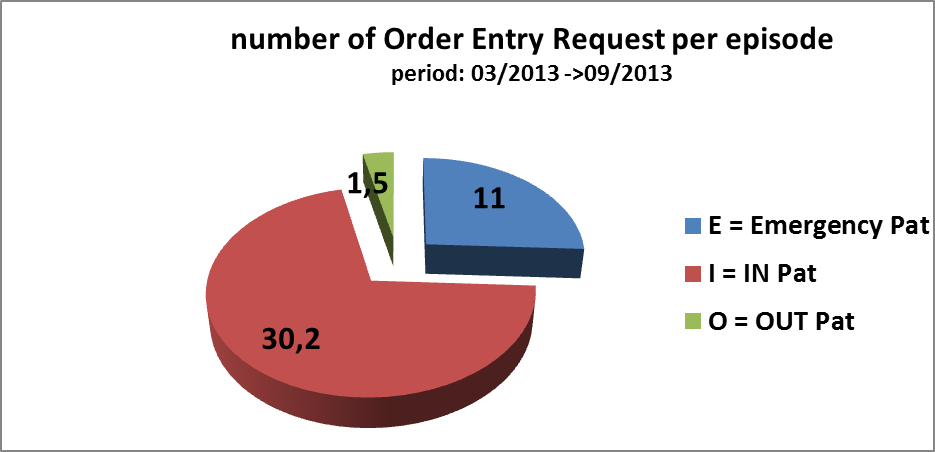 number of Order Entry Request per episode
period: 03/2013 ->09/2013
1,5
11
30,2
E = Emergency Pat
I = IN Pat
O = OUT Pat